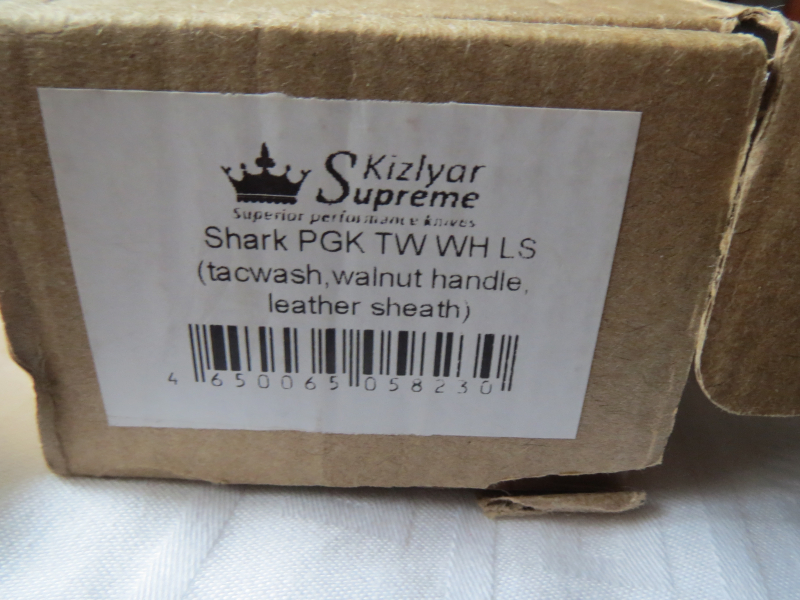 Kizlyar
Supreme
Superior performance knives
Shark PGK TW WH LS
(tacwash,walnut handle,
leather sheath)
4 650065 058230